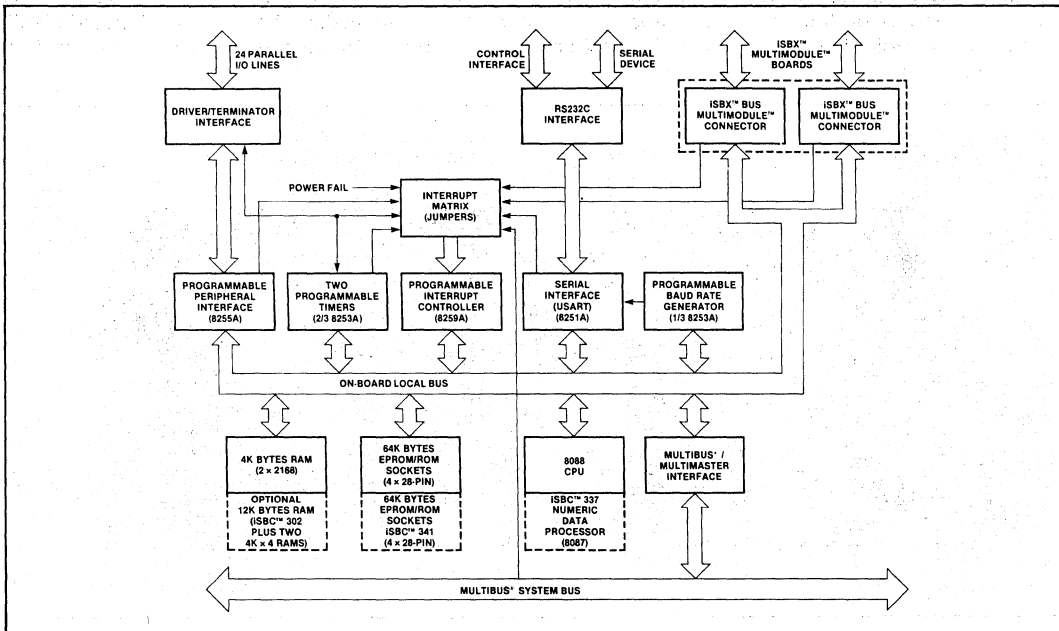 24 PARALLEL
I/O LINES
CONTROL
INTERFACE
SERIAL
DEVICE
iSBX™
MULTIMODULE™
BOARDS
DRIVER/TERMINATOR
INTERFACE
RS232C
INTERFACE
iSBX™ BUS
MULTIMODULE™
CONNECTOR
iSBX™ BUS
MULTIMODULE™
CONNECTOR
POWER FAIL
INTERRUPT
MATRIX
(JUMPERS)
PROGRAMMABLE
PERIPHERAL
INTERFACE
(8255A)
TWO
PROGRAMMABLE
TIMERS
(2/3 8253A)
PROGRAMMABLE
INTERRUPT
CONTROLLER
(8259A)
SERIAL
INTERFACE
(USART)
(8251A)
PROGRAMMABLE
BAUD RATE
GENERATOR
(1/3 8253A)
ON-BOARD LOCAL BUS
4K BYTES RAM
(2 × 2168)
OPTIONAL
12K BYTES RAM
(iSBC™ 302
PLUS TWO
4K × 4 RAMS)
64K BYTES
EPROM/ROM
SOCKETS
(4 × 28-PIN)
64K BYTES
EPROM/ROM
SOCKETS
iSBC™ 341
(4 × 28-PIN)
8088
CPU
iSBC™ 337
NUMERIC
DATA
PROCESSOR
(8087)
MULTIBUS* /
MULTIMASTER
INTERFACE
MULTIBUS* SYSTEM BUS